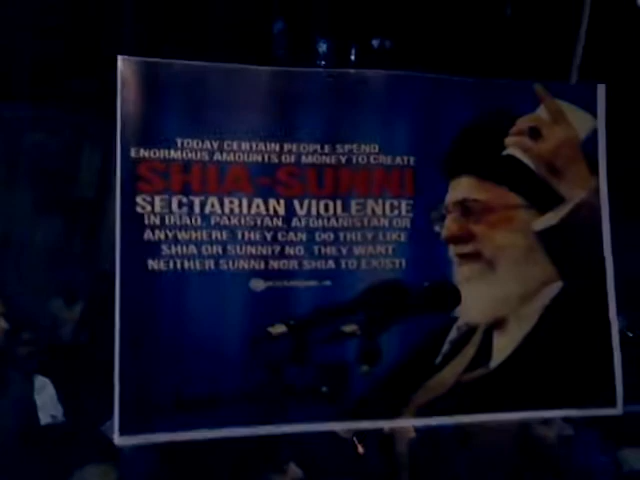 TODAY CERTAIN PEOPLE SPEND
ENORMOUS AMOUNTS OF MONEY TO CREATE
SHIA-SUNNI
SECTARIAN VIOLENCE
IN IRAQ, PAKISTAN, AFGHANISTAN OR
ANYWHERE THEY CAN. DO THEY LIKE
SHIA OR SUNNI? NO. THEY WANT
NEITHER SUNNI NOR SHIA TO EXIST!